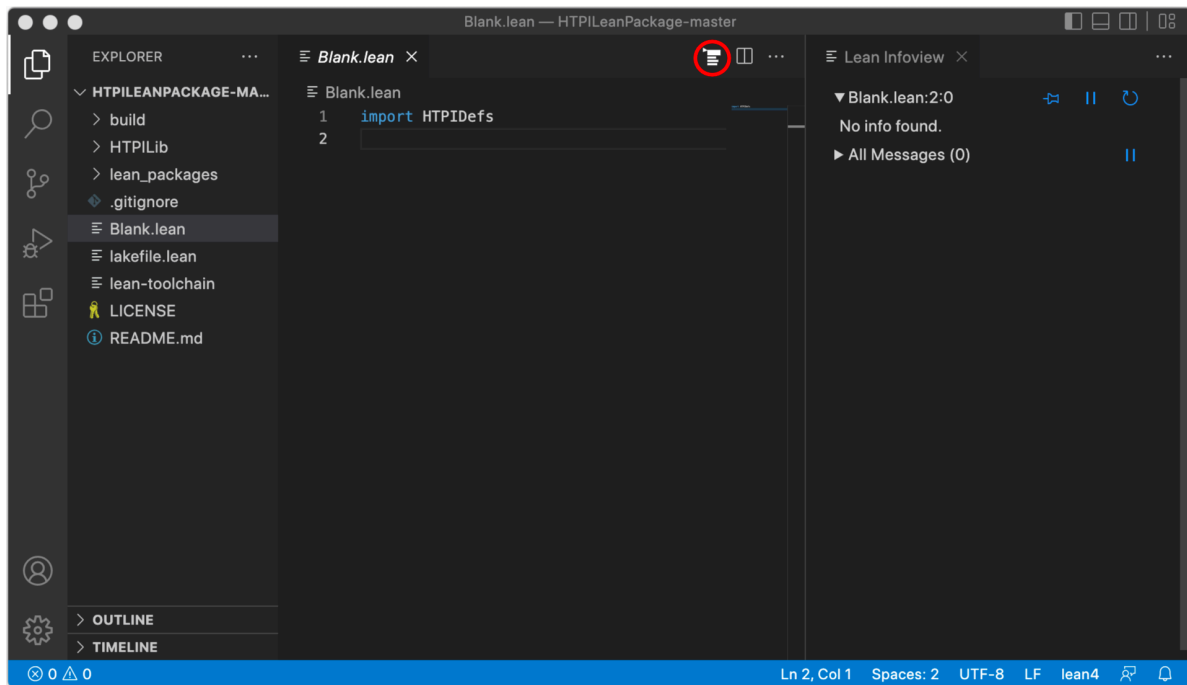 Blank.lean — HTPILeanPackage-master
EXPLORER
HTPILEANPACKAGE-MA...
build
HTPILib
lean_packages
.gitignore
Blank.lean
lakefile.lean
lean-toolchain
LICENSE
README.md
OUTLINE
TIMELINE
Blank.lean
Blank.lean
1 import HTPIDefs
2
Lean Infoview
Blank.lean:2:0
No info found.
All Messages (0)
0 0
Ln 2, Col 1 Spaces: 2 UTF-8 LF lean4